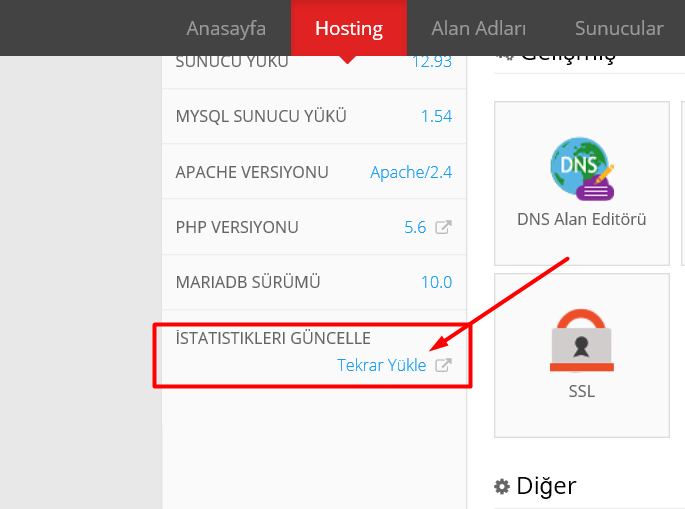 Anasayfa Hosting Alan Adları Sunucular
SUNUCU YÜKÜ 12.93
MYSQL SUNUCU YÜKÜ 1.54
APACHE VERSIYONU Apache/2.4
PHP VERSIYONU 5.6
MARIADB SÜRÜMÜ 10.0
İSTATISTIKLERI GÜNCELLE
Tekrar Yükle
Gelişmiş
DNS
DNS Alan Editörü
SSL
Diğer